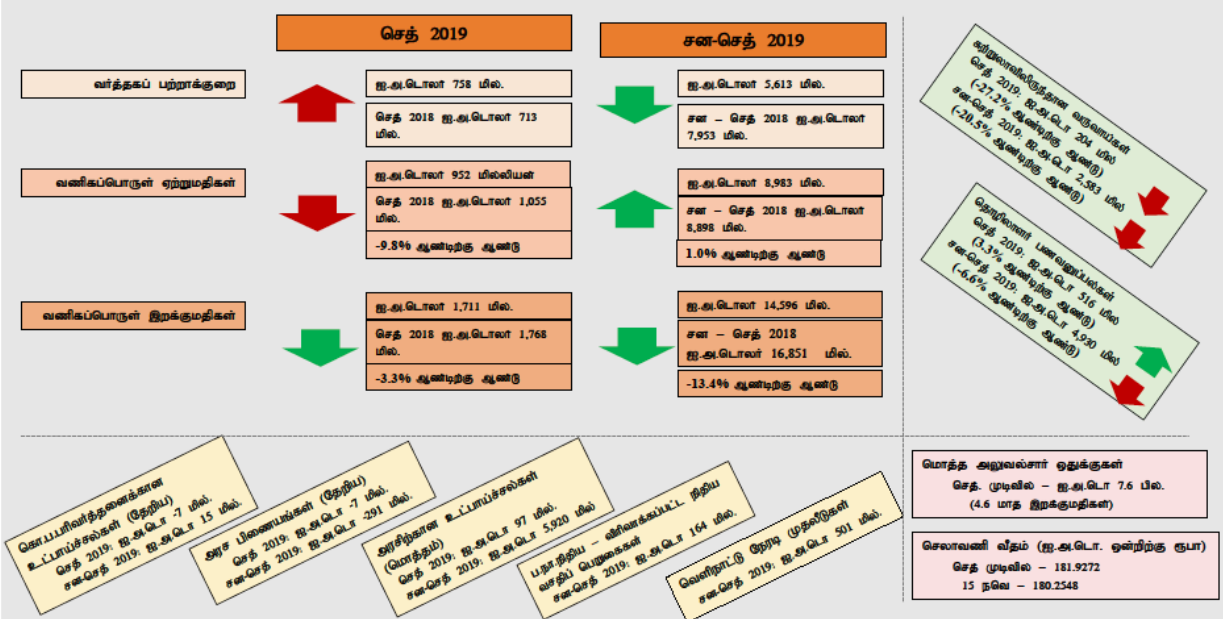 செத் 2019
சன-செத் 2019
வர்த்தகப் பற்றாக்குறை
ஐ.அ.டொலர் 758 மில்.
செத் 2018 ஐ.அ.டொலர் 713
மில்.
ஐ.அ.டொலர் 5,613 மில்.
சன – செத் 2018 ஐ.அ.டொலர்
7,953 மில்.
வணிகப்பொருள் ஏற்றுமதிகள்
ஐ.அ.டொலர் 952 மில்லியன்
செத் 2018 ஐ.அ.டொலர் 1,055
மில்.
-9.8% ஆண்டிற்கு ஆண்டு
ஐ.அ.டொலர் 8,983 மில்.
சன – செத் 2018 ஐ.அ.டொலர்
8,898 மில்.
1.0% ஆண்டிற்கு ஆண்டு
வணிகப்பொருள் இறக்குமதிகள்
ஐ.அ.டொலர் 1,711 மில்.
செத் 2018 ஐ.அ.டொலர் 1,768
மில்.
-3.3% ஆண்டிற்கு ஆண்டு
ஐ.அ.டொலர் 14,596 மில்.
சன – செத் 2018
ஐ.அ.டொலர் 16,851 மில்.
-13.4% ஆண்டிற்கு ஆண்டு
சுற்றுலாவிலிருந்தான வருவாய்கள்
செத் 2019: ஐ.அ.டொ 204 மில்
(-27.2% ஆண்டிற்கு ஆண்டு)
சன-செத் 2019: ஐ.அ.டொ 2,583 மில்
(-20.5% ஆண்டிற்கு ஆண்டு)
தொழிலாளர் பணவனுப்பல்கள்
செத் 2019: ஐ.அ.டொ 516 மில்
(3.3% ஆண்டிற்கு ஆண்டு)
சன-செத் 2019: ஐ.அ.டொ 4,930 மில்
(-6.6% ஆண்டிற்கு ஆண்டு)
கொ.ப.பரிவர்த்தனைக்கான
உட்பாய்ச்சல்கள் (தேறிய)
செத் 2019: ஐ.அ.டொ -7 மில்.
சன-செத் 2019: ஐ.அ.டொ 15 மில்.
அரச பிணையங்கள் (தேறிய)
செத் 2019: ஐ.அ.டொ -7 மில்.
சன-செத் 2019: ஐ.அ.டொ -291 மில்.
அரசிற்கான உட்பாய்ச்சல்கள்
(மொத்தம்)
செத் 2019: ஐ.அ.டொ 97 மில்.
சன-செத் 2019: ஐ.அ.டொ 5,920 மில்
ப.நா.நிதிய – விரிவாக்கப்பட்ட நிதிய
வசதிப் பெறுகைகள்
சன-செத் 2019: ஐ.அ.டொ 164 மில்.
வெளிநாட்டு நேரடி முதலீடுகள்
சன-செத் 2019: ஐ.அ.டொ 501 மில்.
மொத்த அலுவல்சார் ஒதுக்குகள்
செத். முடிவில் – ஐ.அ.டொ 7.6 பில்.
(4.6 மாத இறக்குமதிகள்)
செலாவணி வீதம் (ஐ.அ.டொ. ஒன்றிற்கு ரூபா)
செத் முடிவில் – 181.9272
15 நவெ – 180.2548